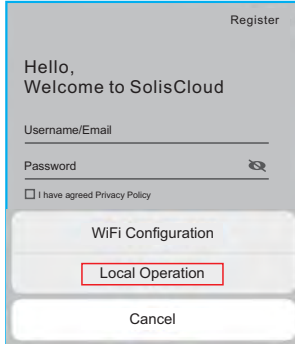 Register
Hello,
Welcome to SolisCloud
Username/Email
Password
I have agreed Privacy Policy
WiFi Configuration
Local Operation
Cancel